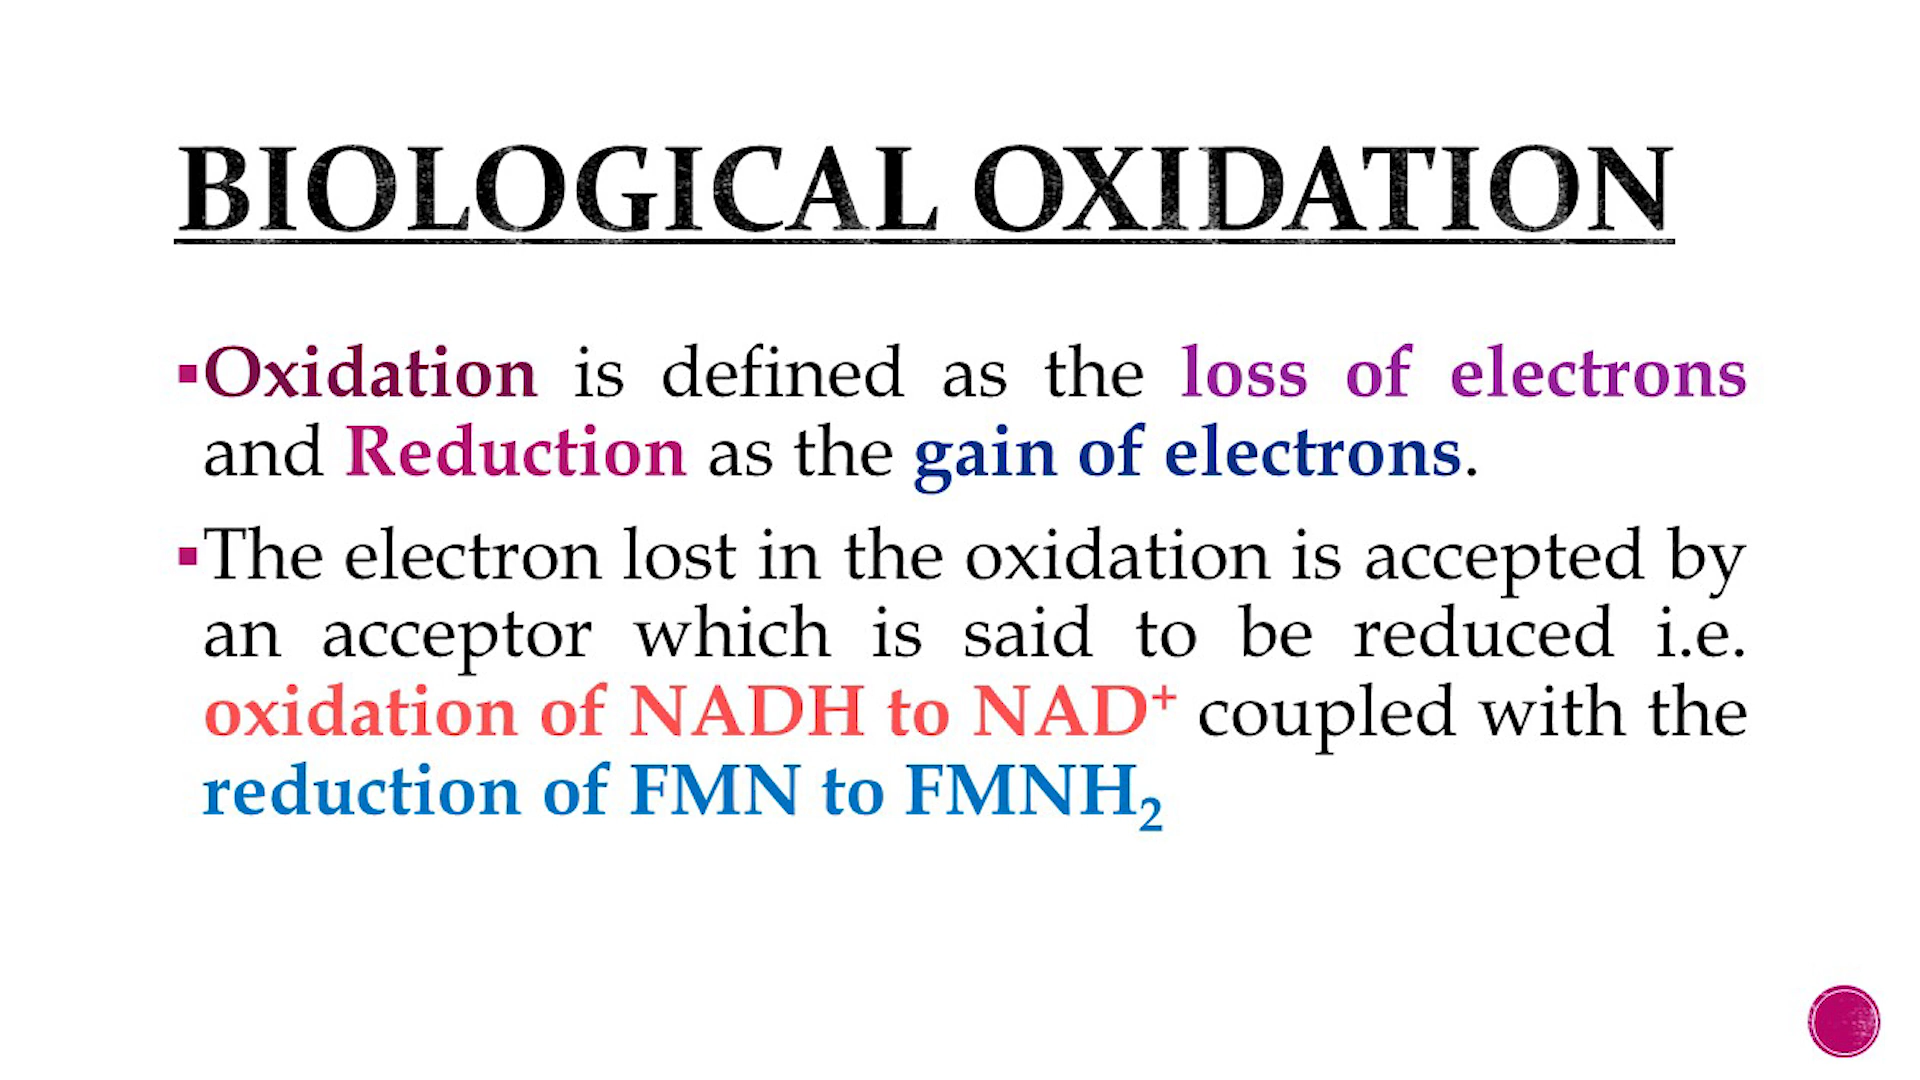 BIOLOGICAL OXIDATION
▪Oxidation is defined as the loss of electrons
and Reduction as the gain of electrons.
▪The electron lost in the oxidation is accepted by
an acceptor which is said to be reduced i.e.
oxidation of NADH to NAD⁺ coupled with the
reduction of FMN to FMNH₂